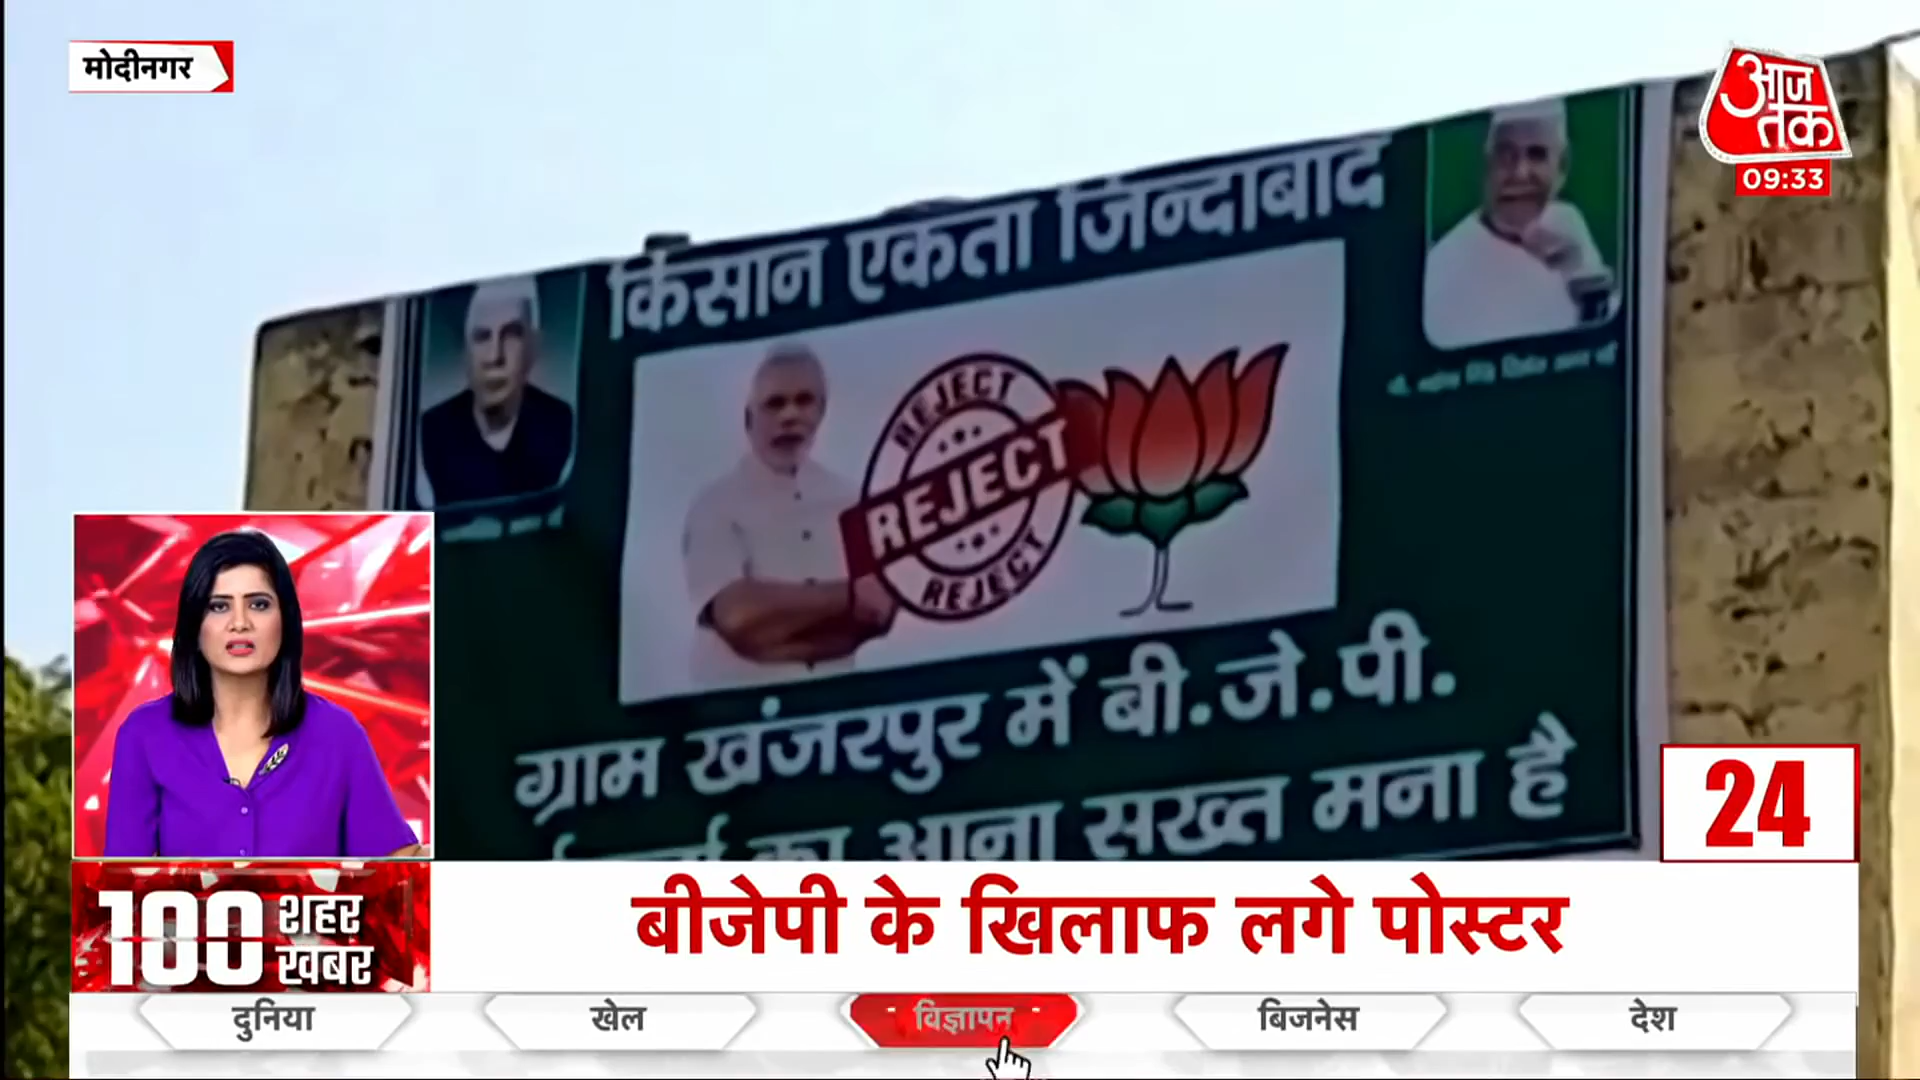 मोदीनगर
आज
तक
09:33
किसान एकता जिन्दाबाद
REJECT
REJECT
REJECT
ग्राम खंजरपुर में बी.जे.पी.
का आना सख्त मना है
24
100 शहर
खबर
बीजेपी के खिलाफ लगे पोस्टर
दुनिया
खेल
विज्ञापन
बिजनेस
देश